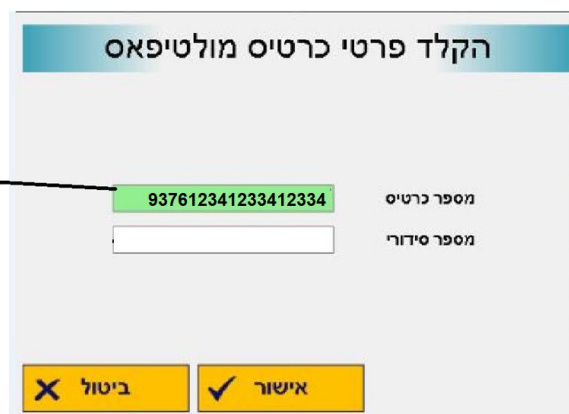 הקלד פרטי כרטיס מולטיפאס
מספר כרטיס 937612341233412334
מספר סידורי
אישור ביטול